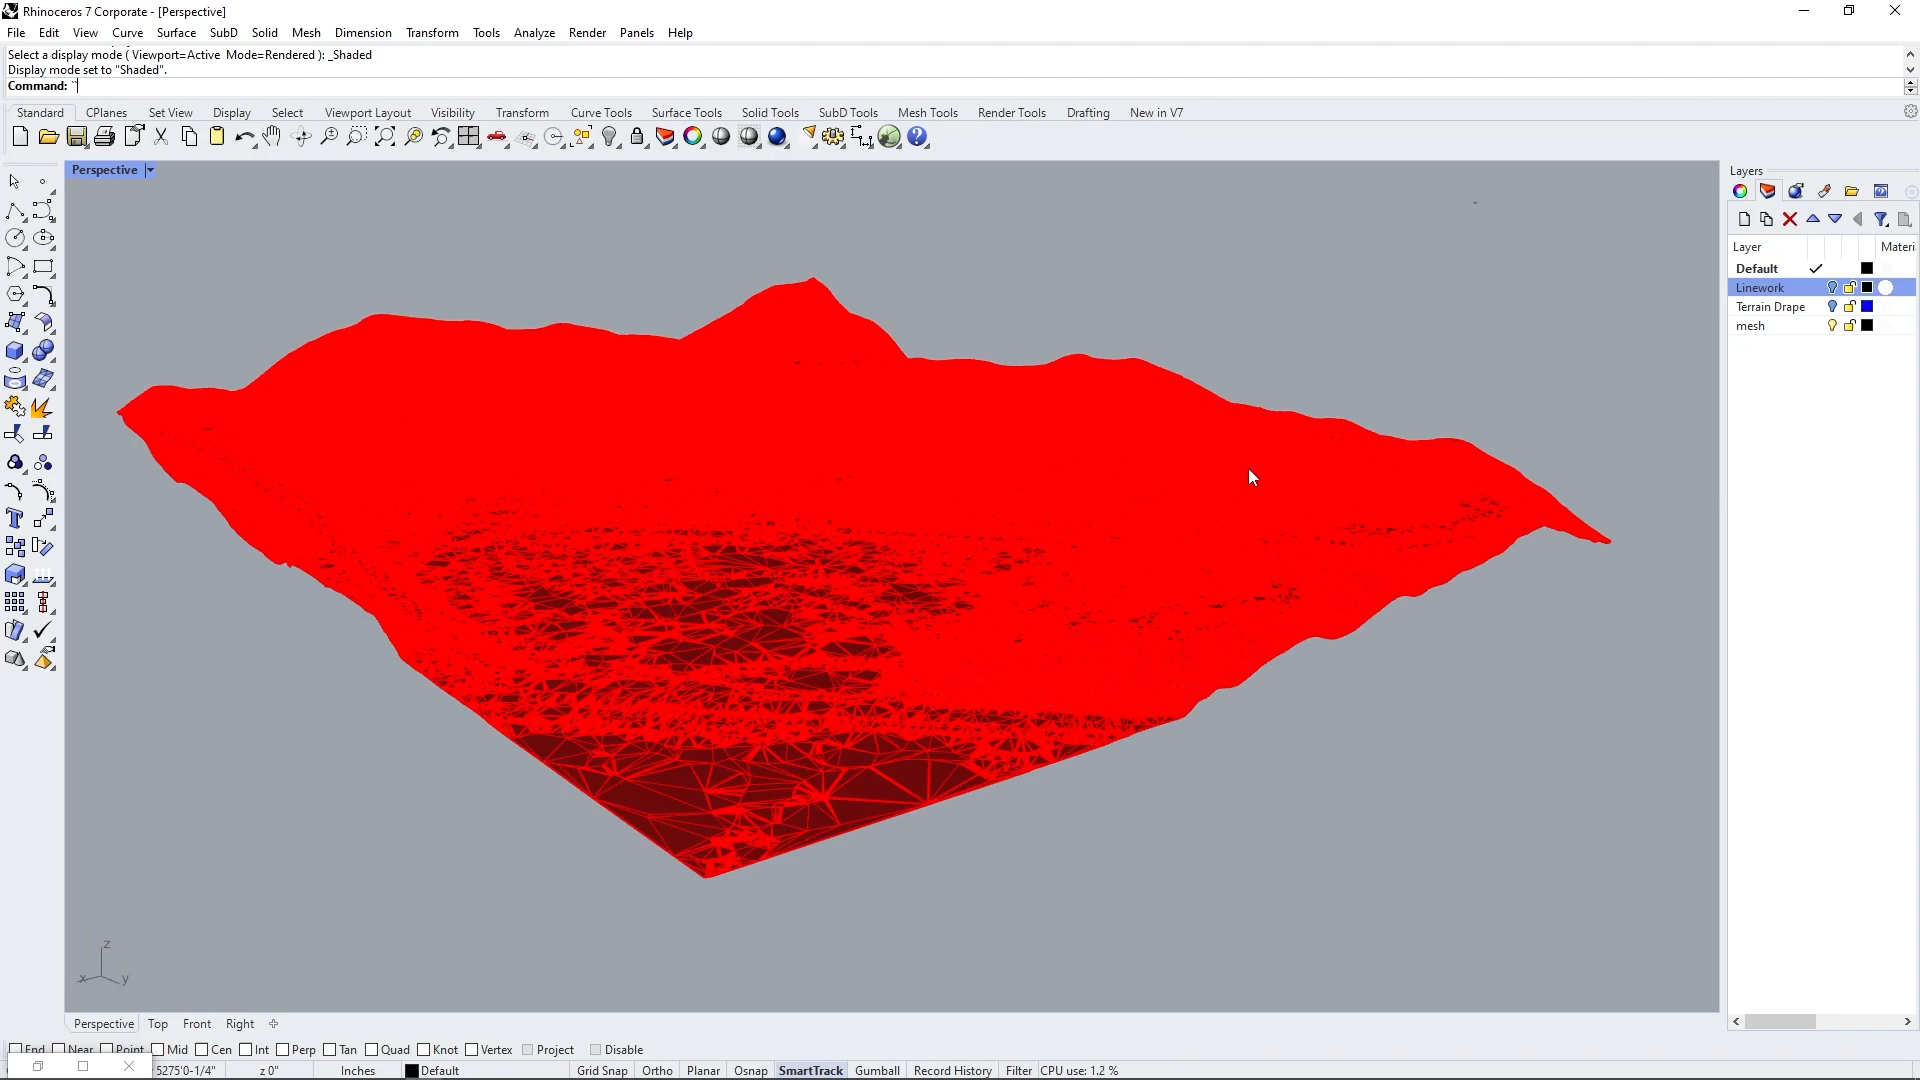 Rhinoceros 7 Corporate - [Perspective]
File Edit View Curve Surface SubD Solid Mesh Dimension Transform Tools Analyze Render Panels Help
Select a display mode ( Viewport=Active Mode=Rendered ): _Shaded
Display mode set to "Shaded".
Command: `
Standard CPlanes Set View Display Select Viewport Layout Visibility Transform Curve Tools Surface Tools Solid Tools SubD Tools Mesh Tools Render Tools Drafting New in V7
Perspective
Layers
Layer Materi
Default
Linework
Terrain Drape
mesh
z
x y
Perspective Top Front Right
End Near Point Mid Cen Int Perp Tan Quad Knot Vertex Project Disable
5275'0-1/4" z 0" Inches Default Grid Snap Ortho Planar Osnap SmartTrack Gumball Record History Filter CPU use: 1.2 %